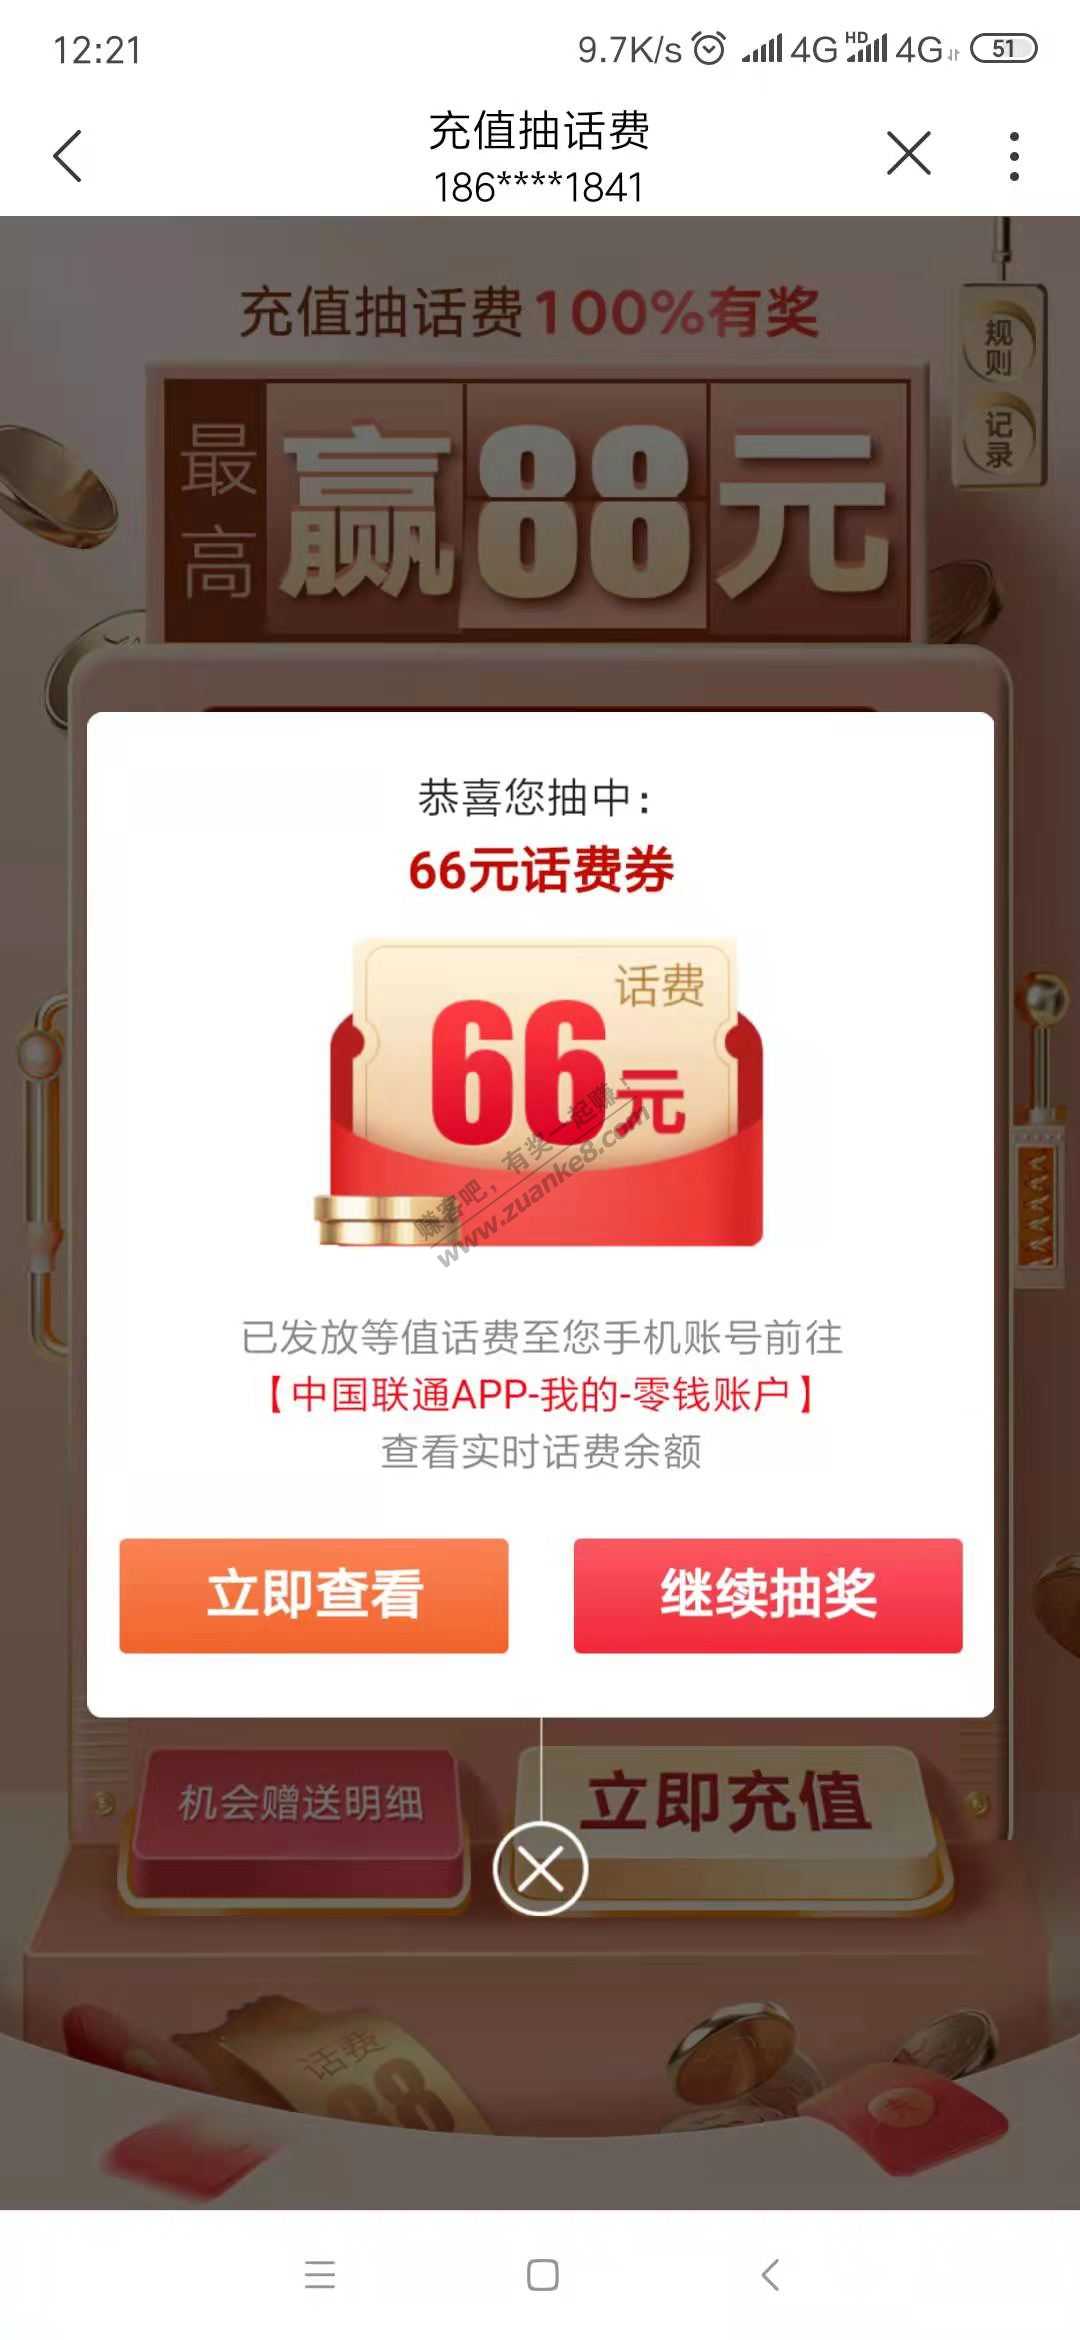 12:21
9.7K/s 4G HD 4G 51
充值抽话费
186****1841
充值抽话费100%有奖
规则
记录
最高
赢88元
恭喜您抽中：
66元话费券
话费
66元
赚客吧，有奖一起赚！
www.zuanke8.com
已发放等值话费至您手机账号前往
【中国联通APP-我的-零钱账户】
查看实时话费余额
立即查看
继续抽奖
机会赠送明细
立即充值
话费
88